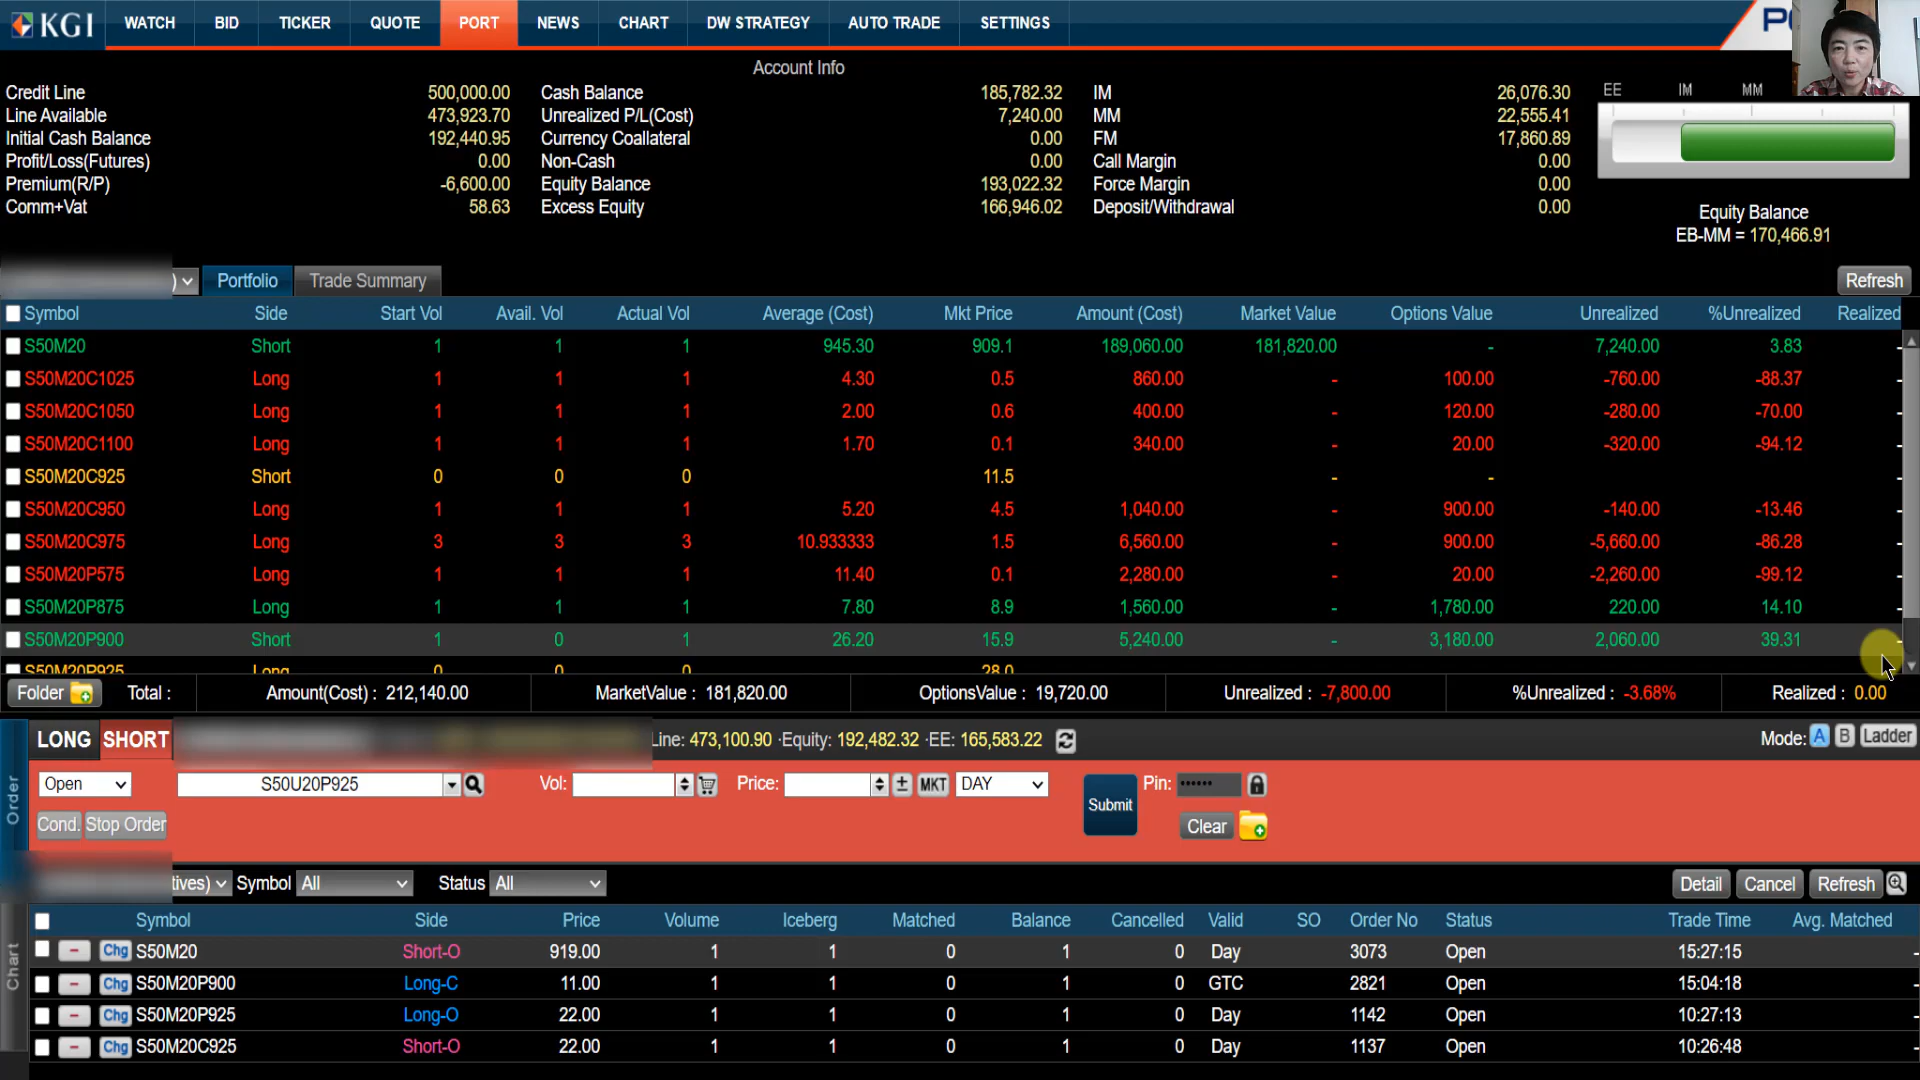 KGI WATCH BID TICKER QUOTE PORT NEWS CHART DW STRATEGY AUTO TRADE SETTINGS
Account Info
Credit Line 500,000.00 Cash Balance 185,782.32 IM 26,076.30 EE IM MM
Line Available 473,923.70 Unrealized P/L(Cost) 7,240.00 MM 22,555.41
Initial Cash Balance 192,440.95 Currency Coallateral 0.00 FM 17,860.89
Profit/Loss(Futures) 0.00 Non-Cash 0.00 Call Margin 0.00
Premium(R/P) -6,600.00 Equity Balance 193,022.32 Force Margin 0.00
Comm+Vat 58.63 Excess Equity 166,946.02 Deposit/Withdrawal 0.00
Equity Balance
EB-MM = 170,466.91
) Portfolio Trade Summary Refresh
Symbol Side Start Vol Avail. Vol Actual Vol Average (Cost) Mkt Price Amount (Cost) Market Value Options Value Unrealized %Unrealized Realized
S50M20 Short 1 1 1 945.30 909.1 189,060.00 181,820.00 - 7,240.00 3.83 -
S50M20C1025 Long 1 1 1 4.30 0.5 860.00 - 100.00 -760.00 -88.37 -
S50M20C1050 Long 1 1 1 2.00 0.6 400.00 - 120.00 -280.00 -70.00 -
S50M20C1100 Long 1 1 1 1.70 0.1 340.00 - 20.00 -320.00 -94.12 -
S50M20C925 Short 0 0 0 11.5 - - -
S50M20C950 Long 1 1 1 5.20 4.5 1,040.00 - 900.00 -140.00 -13.46 -
S50M20C975 Long 3 3 3 10.933333 1.5 6,560.00 - 900.00 -5,660.00 -86.28 -
S50M20P575 Long 1 1 1 11.40 0.1 2,280.00 - 20.00 -2,260.00 -99.12 -
S50M20P875 Long 1 1 1 7.80 8.9 1,560.00 - 1,780.00 220.00 14.10 -
S50M20P900 Short 1 0 1 26.20 15.9 5,240.00 - 3,180.00 2,060.00 39.31 -
S50M20P925 Long 0 0 0 28.0
Folder Total : Amount(Cost) : 212,140.00 MarketValue : 181,820.00 OptionsValue : 19,720.00 Unrealized : -7,800.00 %Unrealized : -3.68% Realized : 0.00
LONG SHORT Line: 473,100.90 ·Equity: 192,482.32 ·EE: 165,583.22 Mode: A B Ladder
Order
Open S50U20P925 Vol: Price: ± MKT DAY Submit Pin: ••••••
Cond. Stop Order Clear
tives) Symbol All Status All Detail Cancel Refresh
Chart
Symbol Side Price Volume Iceberg Matched Balance Cancelled Valid SO Order No Status Trade Time Avg. Matched
- Chg S50M20 Short-O 919.00 1 1 0 1 0 Day 3073 Open 15:27:15 -
- Chg S50M20P900 Long-C 11.00 1 1 0 1 0 GTC 2821 Open 15:04:18 -
- Chg S50M20P925 Long-O 22.00 1 1 0 1 0 Day 1142 Open 10:27:13 -
- Chg S50M20C925 Short-O 22.00 1 1 0 1 0 Day 1137 Open 10:26:48 -